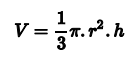 V = 1/3 π. r². h